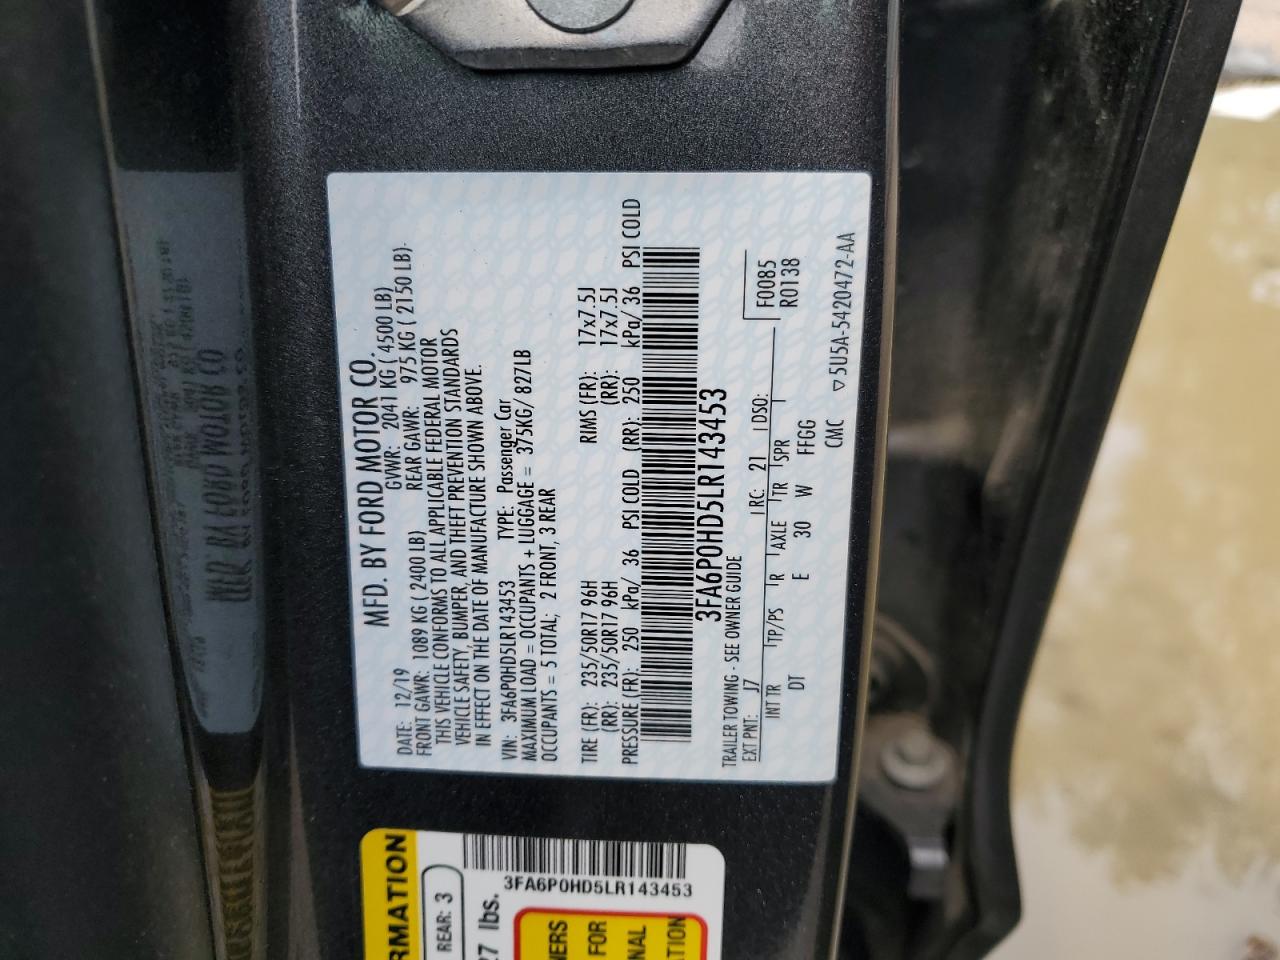 MFD. BY FORD MOTOR CO.
DATE: 12/19 GVWR: 2041 KG ( 4500 LB)
FRONT GAWR: 1089 KG ( 2400 LB) REAR GAWR: 975 KG ( 2150 LB).
THIS VEHICLE CONFORMS TO ALL APPLICABLE FEDERAL MOTOR
VEHICLE SAFETY, BUMPER, AND THEFT PREVENTION STANDARDS
IN EFFECT ON THE DATE OF MANUFACTURE SHOWN ABOVE.
VIN: 3FA6P0HD5LR143453 TYPE: Passenger Car
MAXIMUM LOAD = OCCUPANTS + LUGGAGE = 375KG/ 827LB
OCCUPANTS = 5 TOTAL; 2 FRONT, 3 REAR
TIRE (FR): 235/50R17 96H RIMS (FR): 17x7.5J
(RR): 235/50R17 96H (RR): 17x7.5J
PRESSURE (FR): 250 kPa/ 36 PSI COLD (RR): 250 kPa/ 36 PSI COLD
3FA6P0HD5LR143453
TRAILER TOWING - SEE OWNER GUIDE
F0085
R0138
EXT PNT: J7 RC: 21 DSO:
INT TR TP/PS R AXLE TR SPR
DT E 30 W FFGG
CMC ▽5U5A-5420472-AA
RMATION
REAR: 3
27 lbs.
3FA6P0HD5LR143453
NERS
FOR
NAL
TION